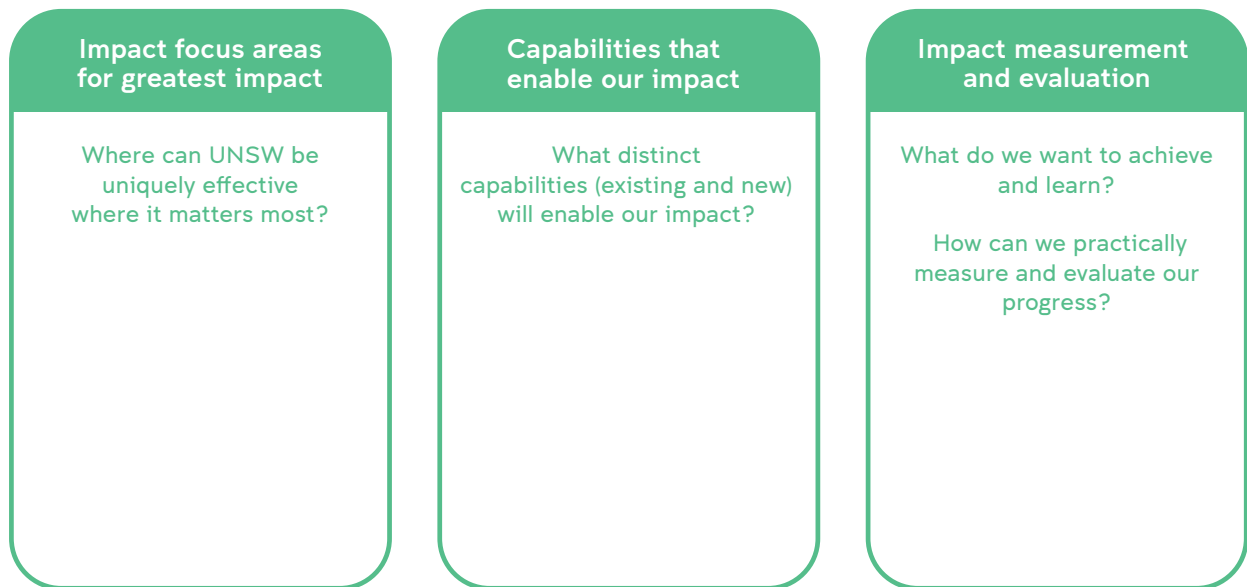 Impact focus areas
for greatest impact
Where can UNSW be
uniquely effective
where it matters most?
Capabilities that
enable our impact
What distinct
capabilities (existing and new)
will enable our impact?
Impact measurement
and evaluation
What do we want to achieve
and learn?
How can we practically
measure and evaluate our
progress?